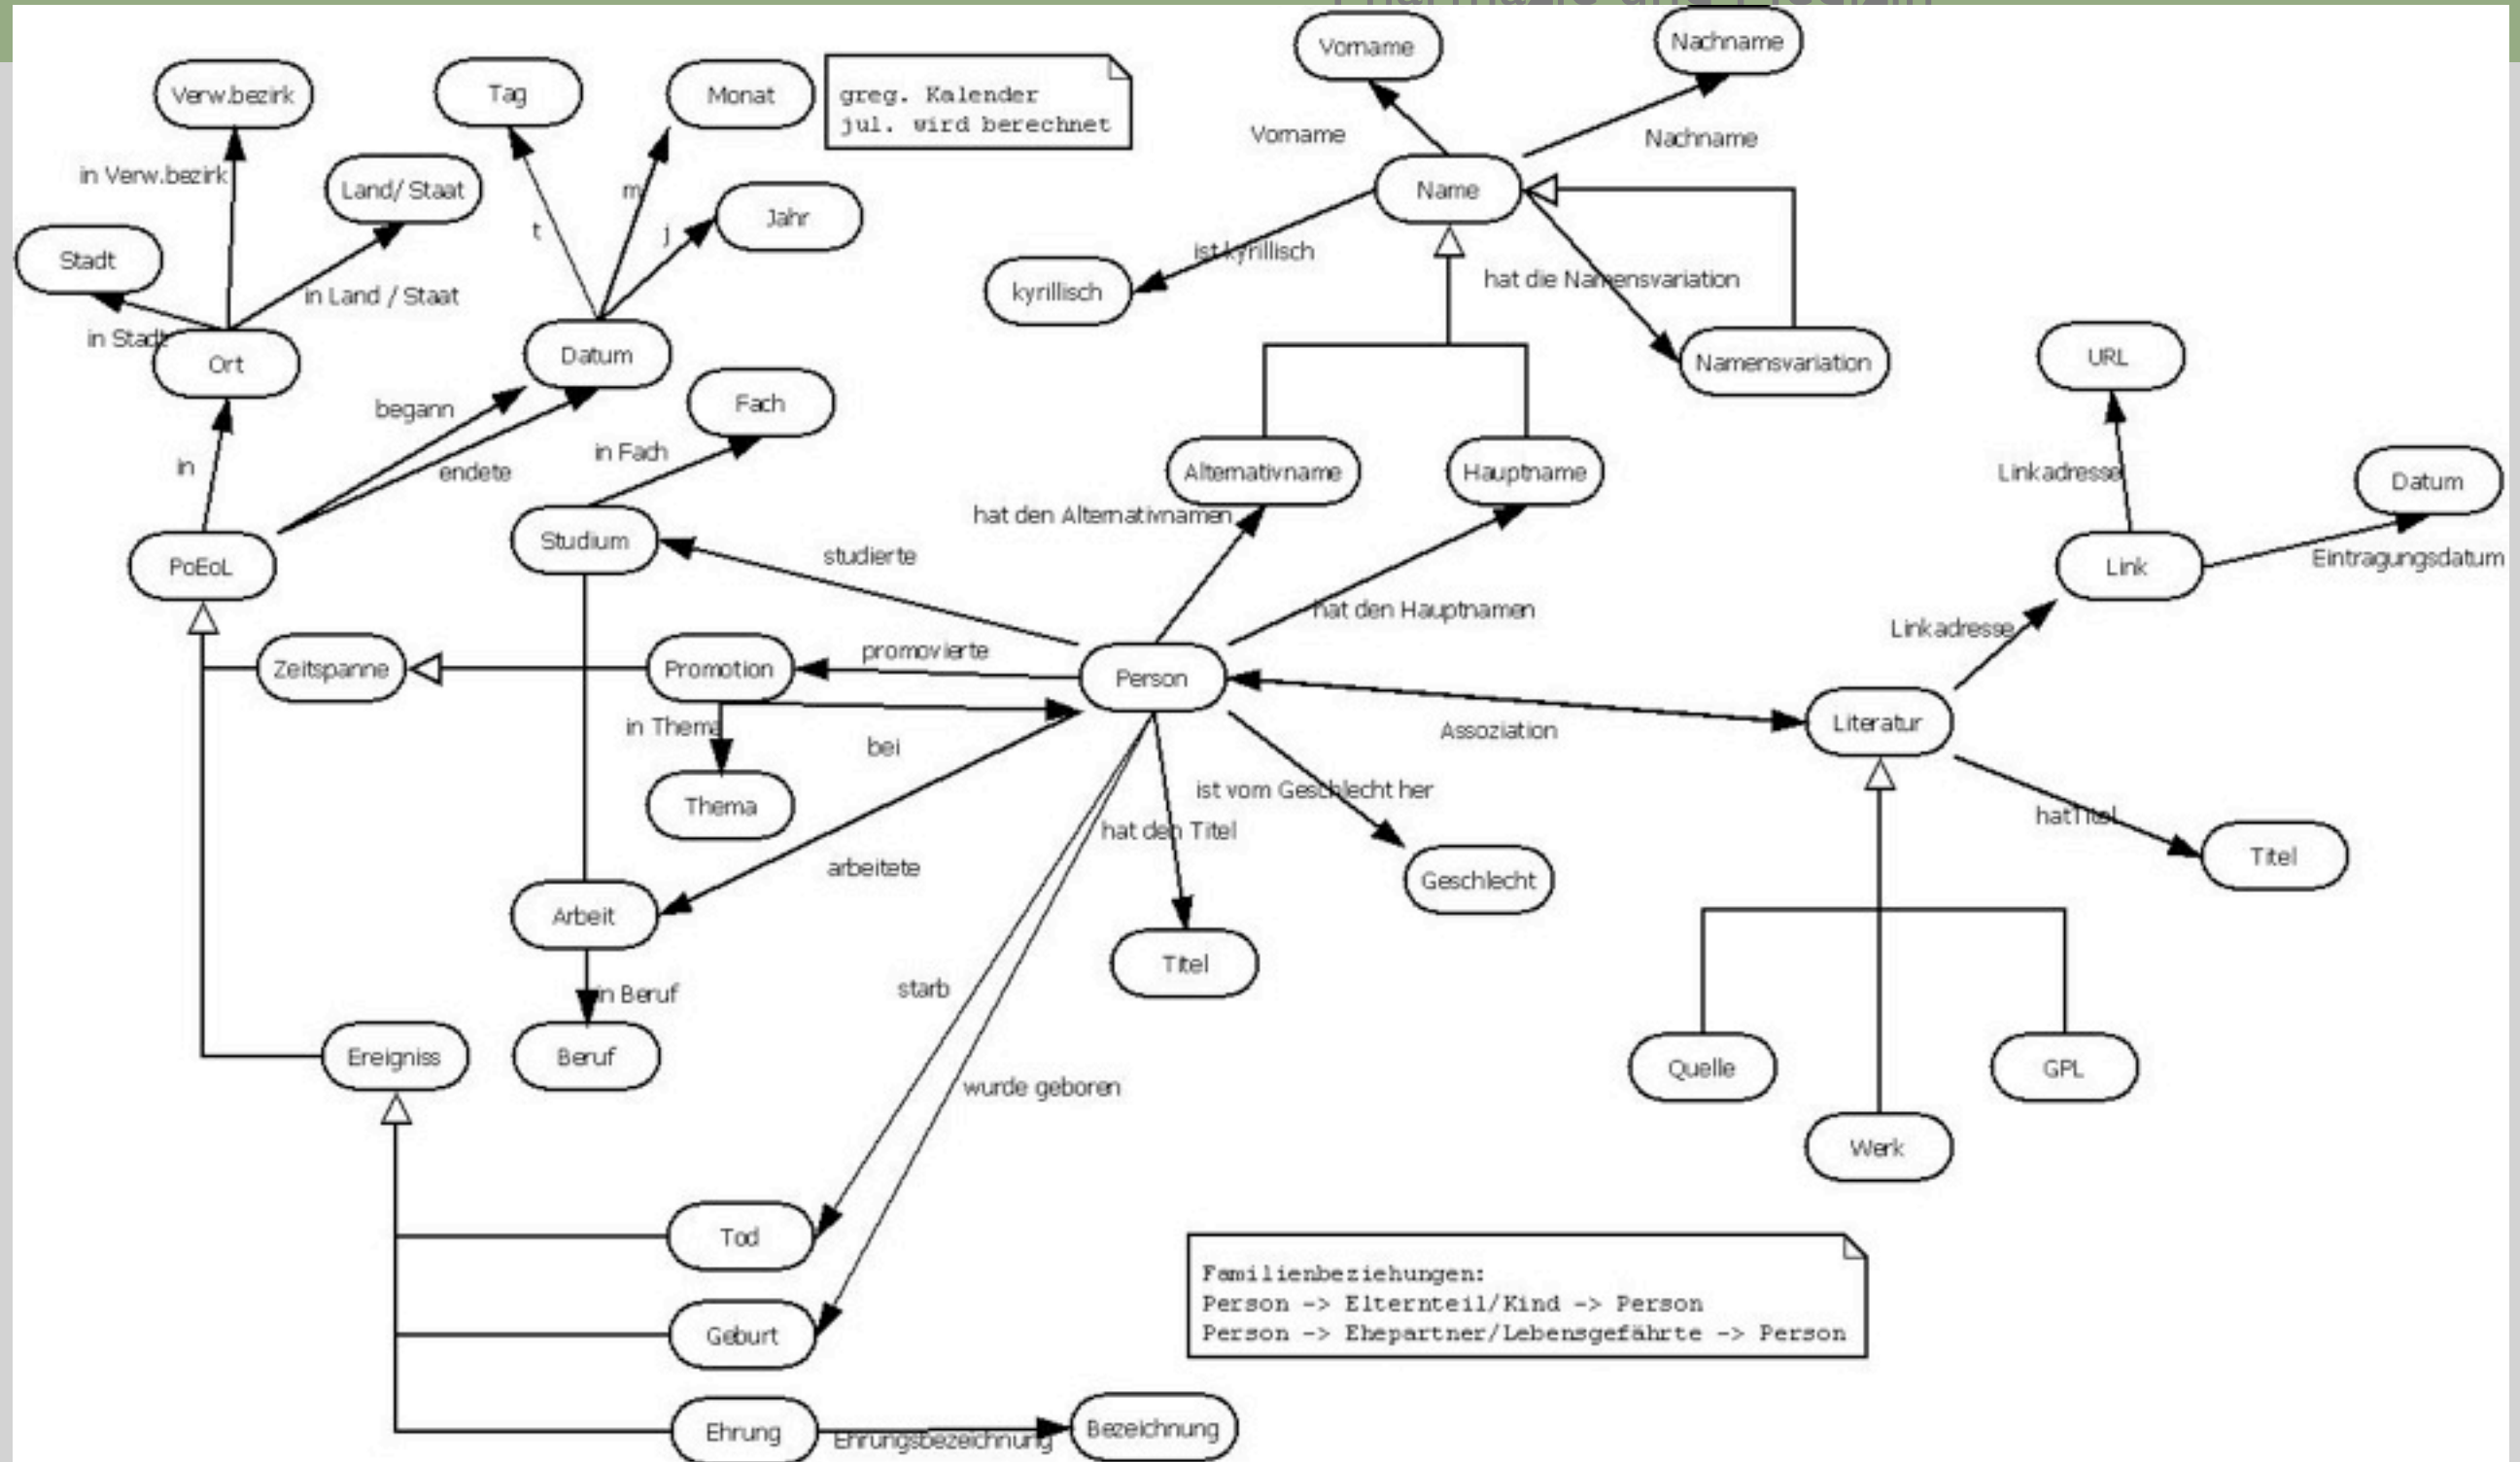 Pharmazie und Medizin
Vorname
Nachname
Verw.bezirk
Tag
Monat
greg. Kalender
jul. wird berechnet
Vorname
Nachname
in Verw.bezirk
Land/ Staat
m
Name
Jahr
t
j
Stadt
ist kyrillisch
kyrillisch
hat die Namensvariation
in Land / Staat
in Stadt
Ort
Datum
Namensvariation
URL
begann
Fach
in
endete
in Fach
Alternativname
Hauptname
Linkadresse
Datum
hat den Alternativnamen
Studium
studierte
PoEoL
Link
Eintragungsdatum
hat den Hauptnamen
Linkadresse
Zeitspanne
Promotion
promovierte
Person
in Thema
bei
Assoziation
Literatur
Thema
ist vom Geschlecht her
hat den Titel
hatTitel
arbeitete
Geschlecht
Titel
Arbeit
Titel
starb
in Beruf
Ereigniss
Beruf
wurde geboren
Quelle
GPL
Werk
Tod
Familienbeziehungen:
Person -> Elternteil/Kind -> Person
Person -> Ehepartner/Lebensgefährte -> Person
Geburt
Ehrung
Ehrungsbezeichnung
Bezeichnung